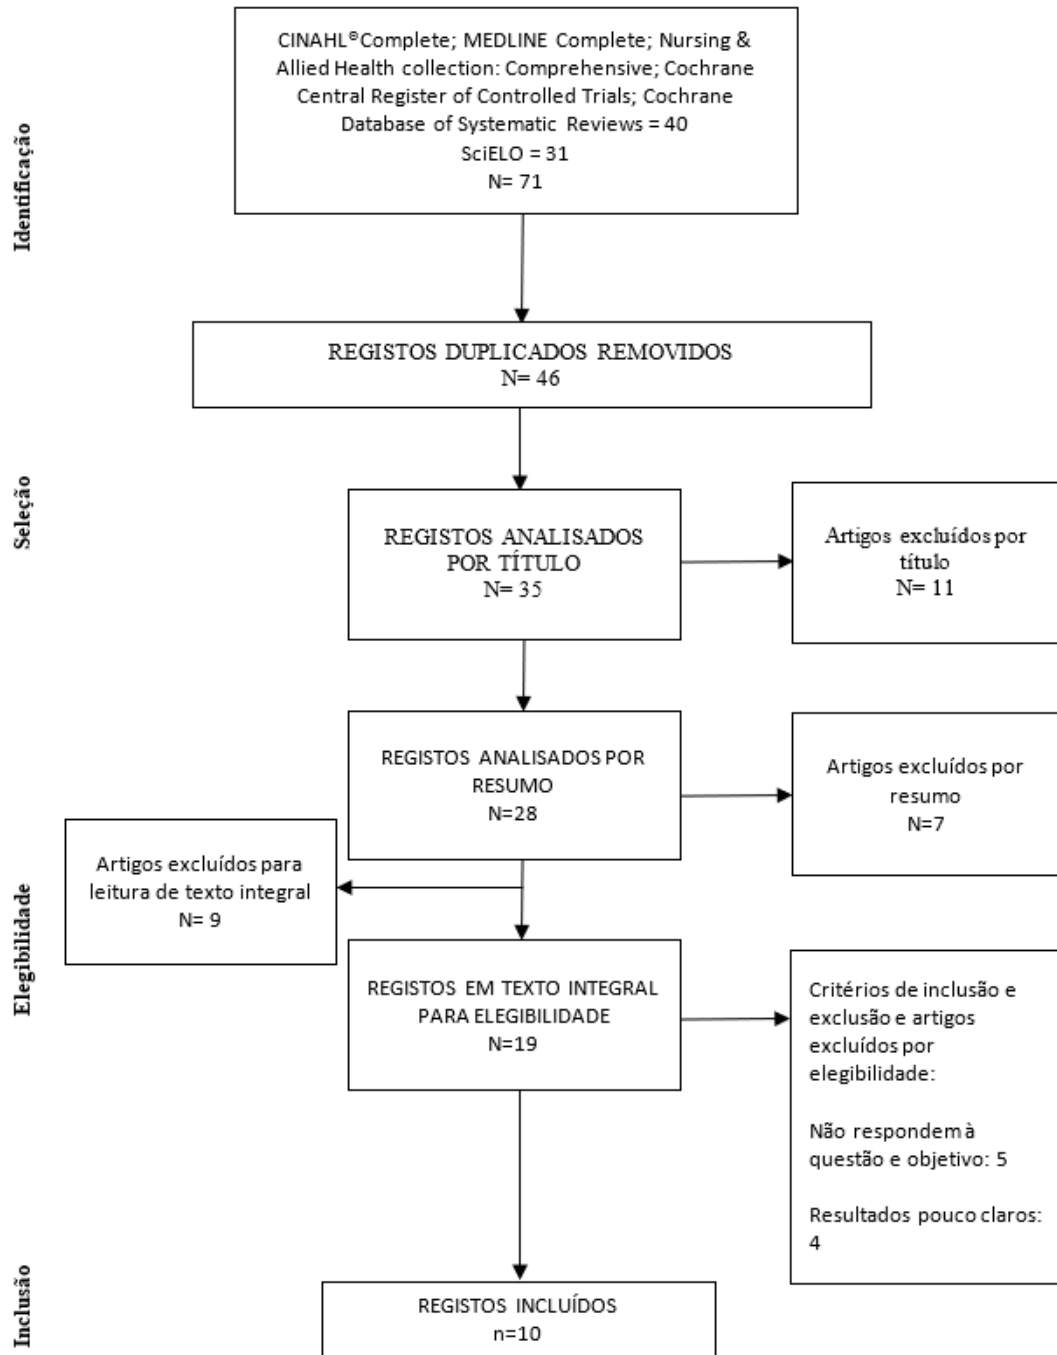 Identificação
CINAHL®Complete; MEDLINE Complete; Nursing &
Allied Health collection: Comprehensive; Cochrane
Central Register of Controlled Trials; Cochrane
Database of Systematic Reviews = 40
SciELO = 31
N= 71
REGISTOS DUPLICADOS REMOVIDOS
N= 46
Seleção
REGISTOS ANALISADOS
POR TÍTULO
N= 35
Artigos excluídos por
título
N= 11
REGISTOS ANALISADOS POR
RESUMO
N=28
Artigos excluídos por
resumo
N=7
Elegibilidade
Artigos excluídos para
leitura de texto integral
N= 9
REGISTOS EM TEXTO INTEGRAL
PARA ELEGIBILIDADE
N=19
Critérios de inclusão e
exclusão e artigos
excluídos por
elegibilidade:
Não respondem à
questão e objetivo: 5
Resultados pouco claros:
4
Inclusão
REGISTOS INCLUÍDOS
n=10